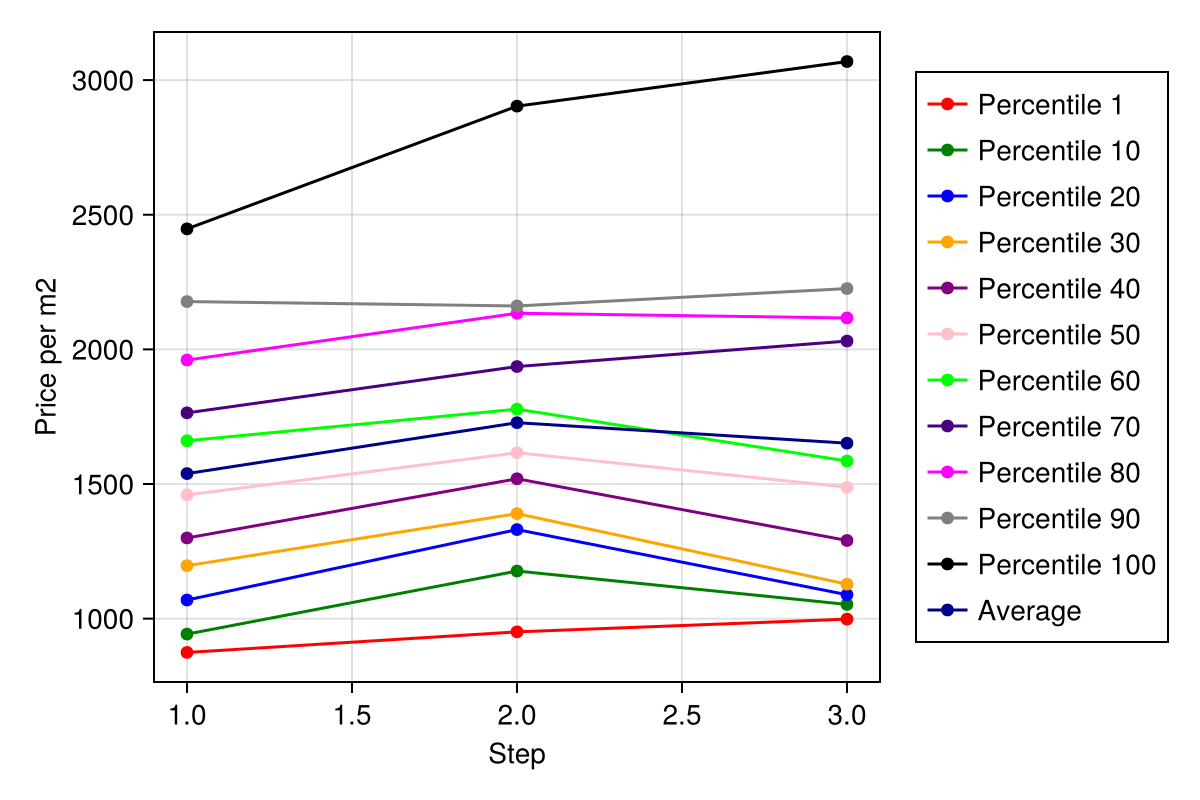 3000
2500
2000
1500
1000
Price per m2
1.0 1.5 2.0 2.5 3.0
Step
Percentile 1
Percentile 10
Percentile 20
Percentile 30
Percentile 40
Percentile 50
Percentile 60
Percentile 70
Percentile 80
Percentile 90
Percentile 100
Average